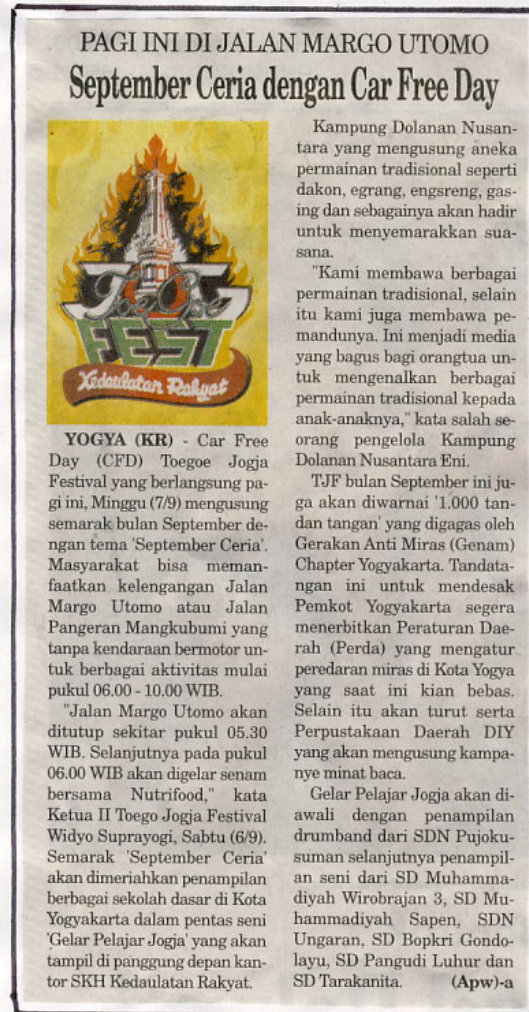 PAGI INI DI JALAN MARGO UTOMO
September Ceria dengan Car Free Day
ToeGoe
FEST
Kedaulatan Rakyat
YOGYA (KR) - Car Free
Day (CFD) Toegoe Jogja
Festival yang berlangsung pa-
gi ini, Minggu (7/9) mengusung
semarak bulan September de-
ngan tema 'September Ceria'.
Masyarakat bisa meman-
faatkan kelengangan Jalan
Margo Utomo atau Jalan
Pangeran Mangkubumi yang
tanpa kendaraan bermotor un-
tuk berbagai aktivitas mulai
pukul 06.00 - 10.00 WIB.
"Jalan Margo Utomo akan
ditutup sekitar pukul 05.30
WIB. Selanjutnya pada pukul
06.00 WIB akan digelar senam
bersama Nutrifood," kata
Ketua II Toego Jogja Festival
Widyo Suprayogi, Sabtu (6/9).
Semarak 'September Ceria'
akan dimeriahkan penampilan
berbagai sekolah dasar di Kota
Yogyakarta dalam pentas seni
'Gelar Pelajar Jogja' yang akan
tampil di panggung depan kan-
tor SKH Kedaulatan Rakyat.
Kampung Dolanan Nusan-
tara yang mengusung aneka
permainan tradisional seperti
dakon, egrang, engsreng, gas-
ing dan sebagainya akan hadir
untuk menyemarakkan sua-
sana.
"Kami membawa berbagai
permainan tradisional, selain
itu kami juga membawa pe-
mandunya. Ini menjadi media
yang bagus bagi orangtua un-
tuk mengenalkan berbagai
permainan tradisional kepada
anak-anaknya," kata salah se-
orang pengelola Kampung
Dolanan Nusantara Eni.
TJF bulan September ini ju-
ga akan diwarnai '1.000 tan-
dan tangan' yang digagas oleh
Gerakan Anti Miras (Genam)
Chapter Yogyakarta. Tandata-
ngan ini untuk mendesak
Pemkot Yogyakarta segera
menerbitkan Peraturan Dae-
rah (Perda) yang mengatur
peredaran miras di Kota Yogya
yang saat ini kian bebas.
Selain itu akan turut serta
Perpustakaan Daerah DIY
yang akan mengusung kampa-
nye minat baca.
Gelar Pelajar Jogja akan di-
awali dengan penampilan
drumband dari SDN Pujoku-
suman selanjutnya penampil-
an seni dari SD Muhamma-
diyah Wirobrajan 3, SD Mu-
hammadiyah Sapen, SDN
Ungaran, SD Bopkri Gondo-
layu, SD Pangudi Luhur dan
SD Tarakanita. (Apw)-a